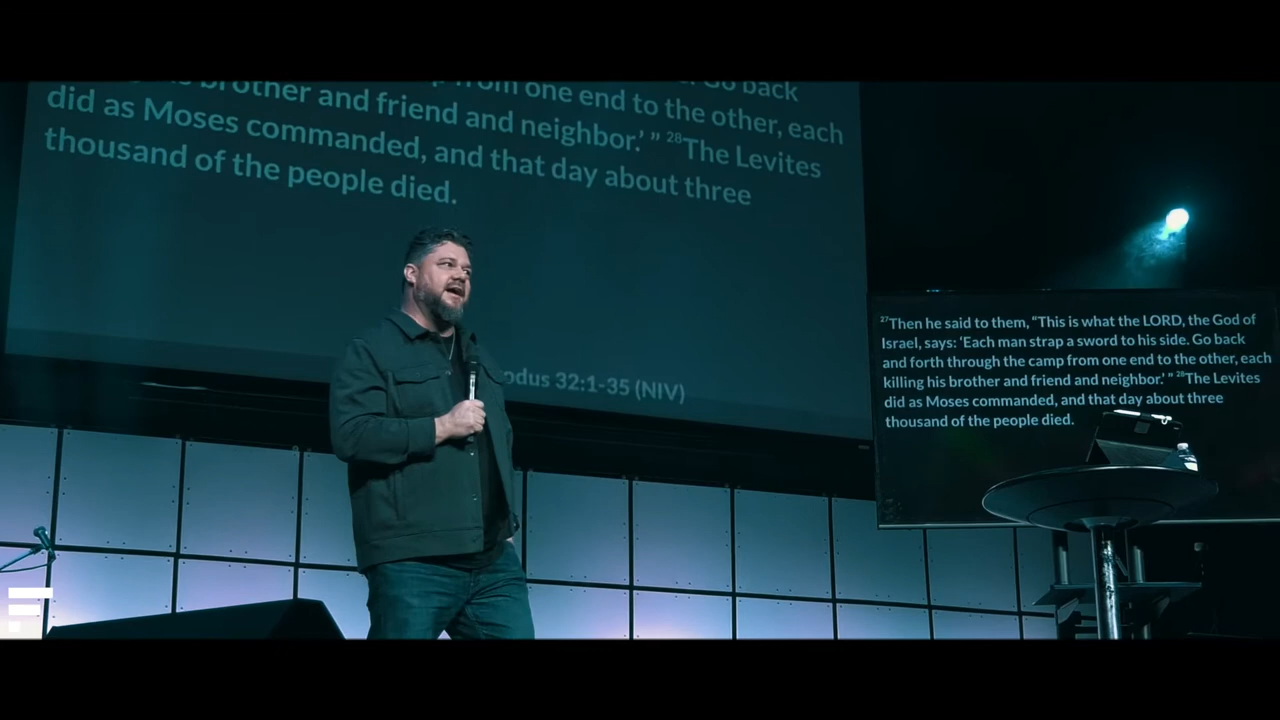 brother and friend and neighbor.’ ” ²⁸The Levites
from one end to the other, each
Go back
did as Moses commanded, and that day about three
thousand of the people died.
odus 32:1-35 (NIV)
²⁷Then he said to them, “This is what the LORD, the God of
Israel, says: ‘Each man strap a sword to his side. Go back
and forth through the camp from one end to the other, each
killing his brother and friend and neighbor.’ ” ²⁸The Levites
did as Moses commanded, and that day about three
thousand of the people died.